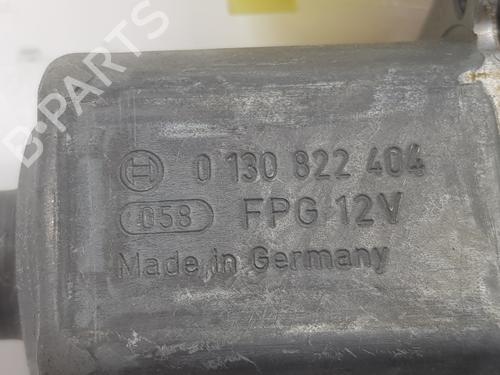 B-PARTS
0 130 822 404
058 FPG 12V
Made in Germany